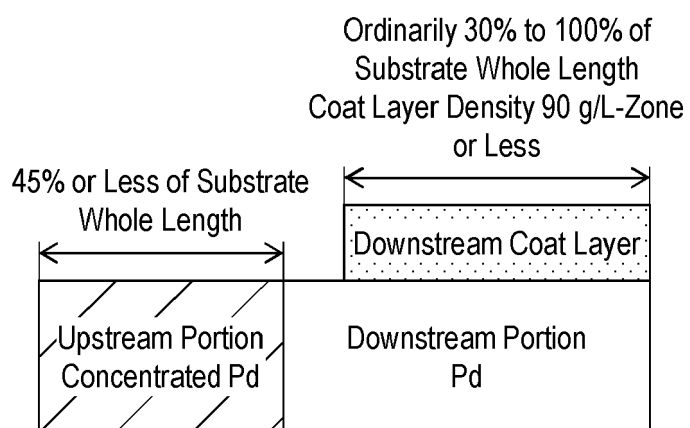 Ordinarily 30% to 100% of
Substrate Whole Length
Coat Layer Density 90 g/L-Zone
or Less
45% or Less of Substrate
Whole Length
Downstream Coat Layer
Upstream Portion
Concentrated Pd
Downstream Portion
Pd